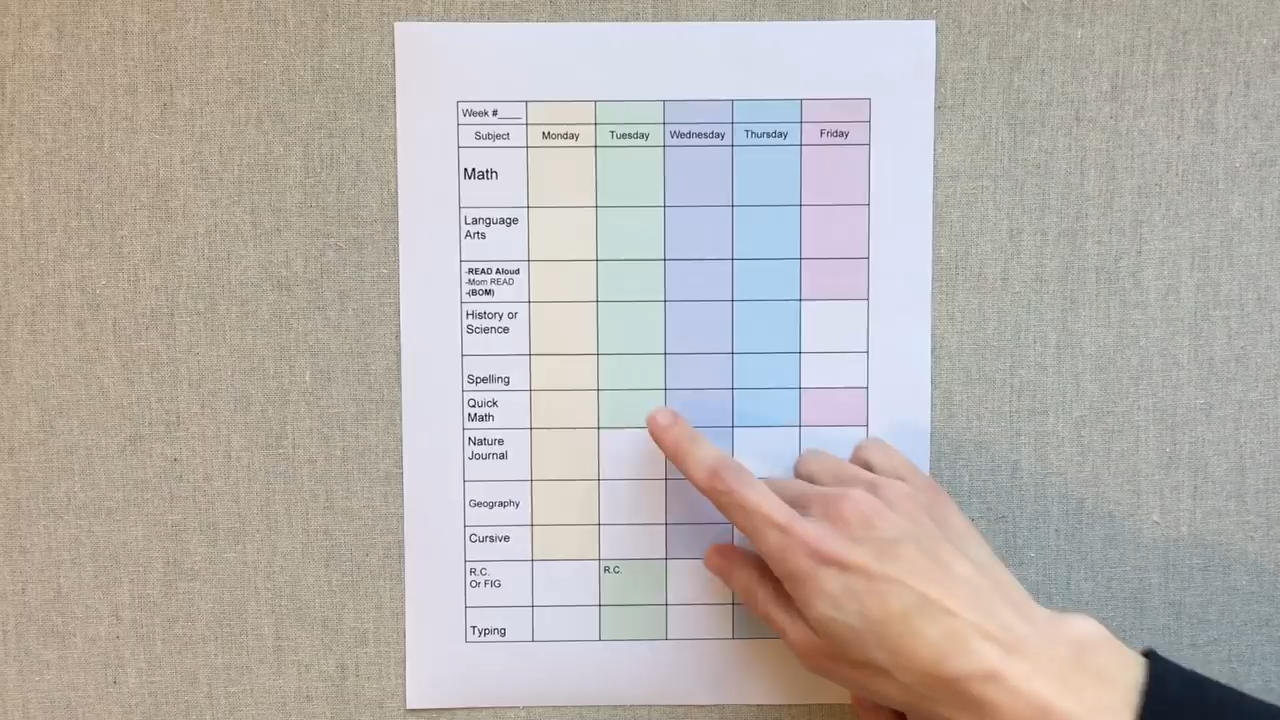 Week #____
Subject Monday Tuesday Wednesday Thursday Friday
Math
Language
Arts
-READ Aloud
-Mom READ
-(BOM)
History or
Science
Spelling
Quick
Math
Nature
Journal
Geography
Cursive
R.C. R.C.
Or FIG
Typing